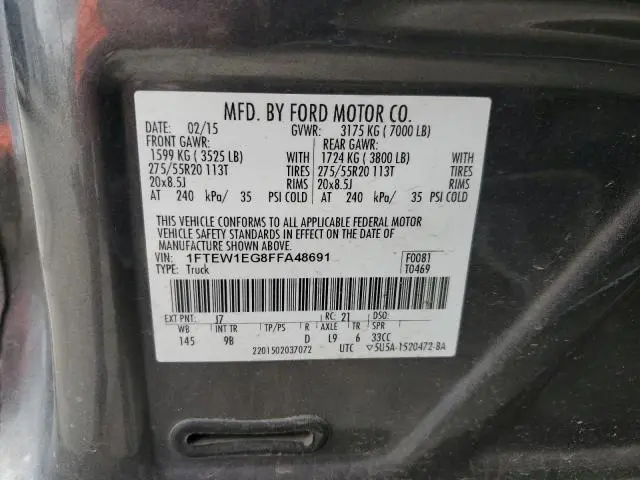 MFD. BY FORD MOTOR CO.
DATE: 02/15 GVWR: 3175 KG ( 7000 LB)
FRONT GAWR: REAR GAWR:
1599 KG ( 3525 LB) WITH 1724 KG ( 3800 LB) WITH
275/55R20 113T TIRES 275/55R20 113T TIRES
20x8.5J RIMS 20x8.5J RIMS
AT 240 kPa/ 35 PSI COLD AT 240 kPa/ 35 PSI COLD
THIS VEHICLE CONFORMS TO ALL APPLICABLE FEDERAL MOTOR
VEHICLE SAFETY STANDARDS IN EFFECT ON THE DATE OF
MANUFACTURE SHOWN ABOVE.
VIN: 1FTEW1EG8FFA48691 F0081
TYPE: Truck T0469
EXT PNT: J7 RC: 21 DSO:
WB INT TR TP/PS R AXLE TR SPR
145 9B D L9 6 33CC
2201502037072 UTC ▽5U5A-1520472-BA